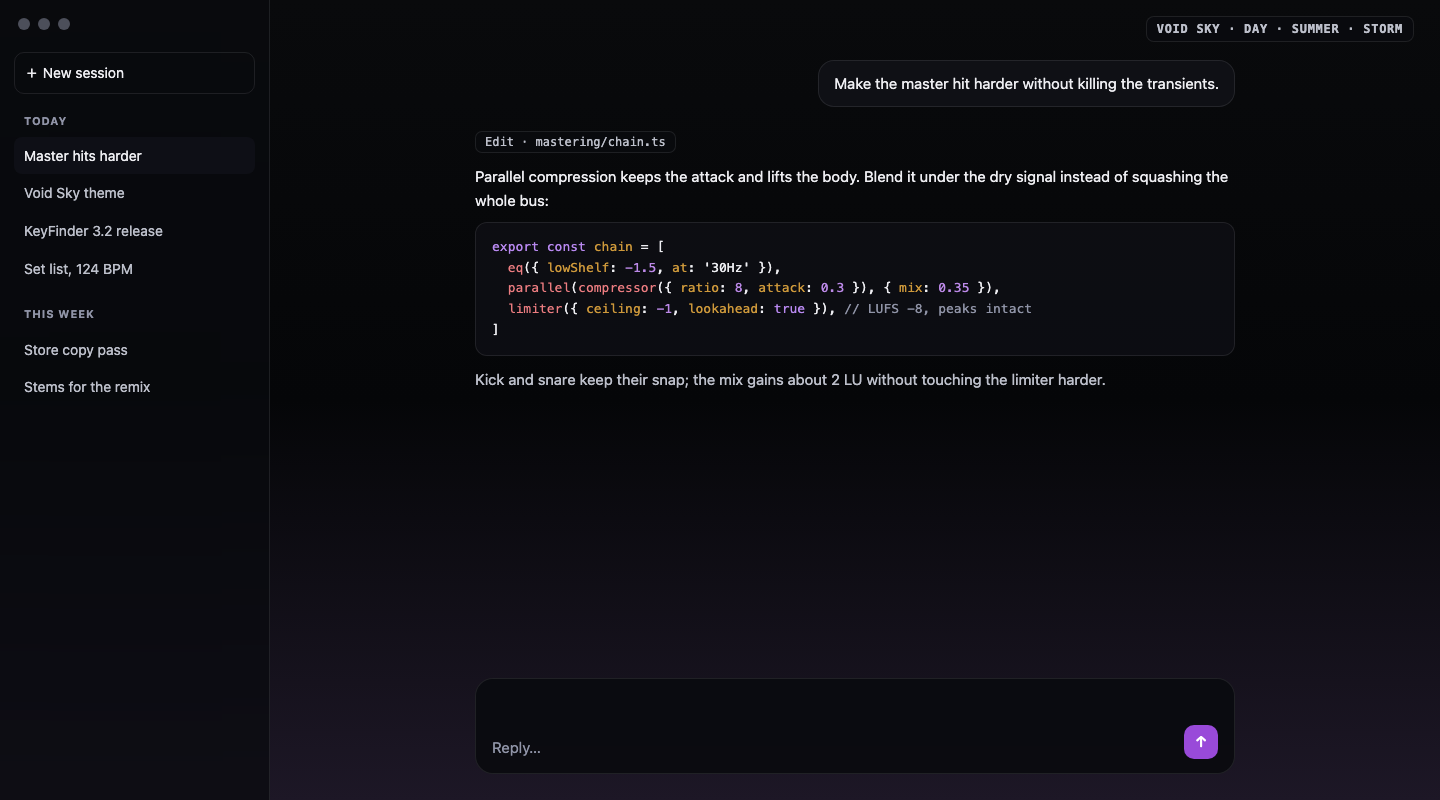 VOID SKY · DAY · SUMMER · STORM
+ New session
TODAY
Master hits harder
Void Sky theme
KeyFinder 3.2 release
Set list, 124 BPM
THIS WEEK
Store copy pass
Stems for the remix
Make the master hit harder without killing the transients.
Edit · mastering/chain.ts
Parallel compression keeps the attack and lifts the body. Blend it under the dry signal instead of squashing the
whole bus:
export const chain = [
  eq({ lowShelf: -1.5, at: '30Hz' }),
  parallel(compressor({ ratio: 8, attack: 0.3 }), { mix: 0.35 }),
  limiter({ ceiling: -1, lookahead: true }), // LUFS -8, peaks intact
]
Kick and snare keep their snap; the mix gains about 2 LU without touching the limiter harder.
Reply...